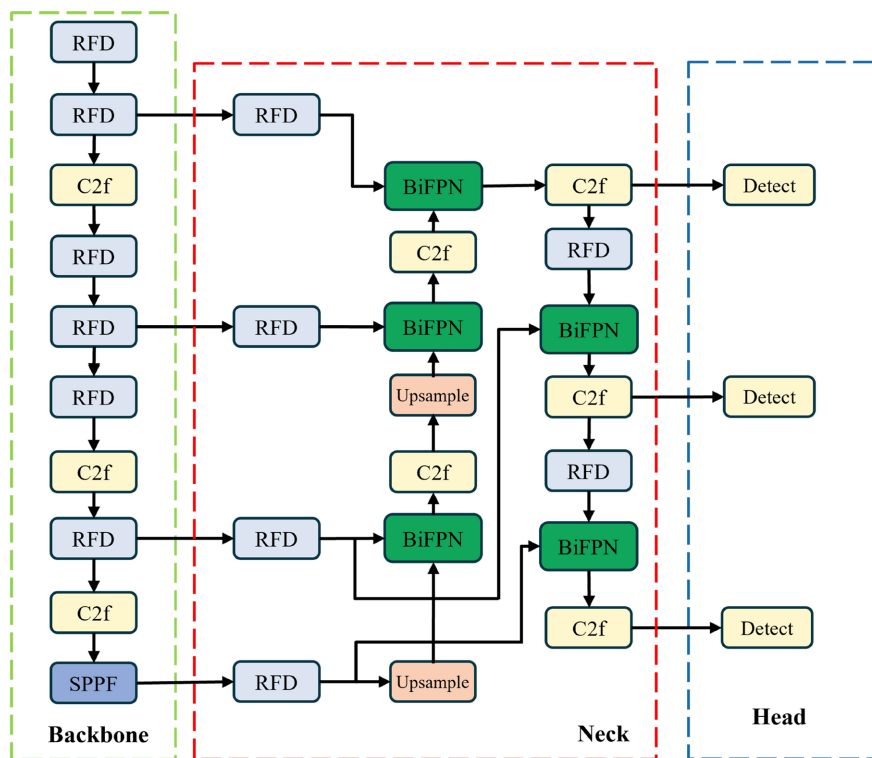 RFD
RFD
C2f
RFD
RFD
RFD
C2f
RFD
C2f
SPPF
Backbone
RFD
RFD
RFD
RFD
BiFPN
C2f
BiFPN
Upsample
C2f
BiFPN
Upsample
C2f
RFD
BiFPN
C2f
RFD
BiFPN
C2f
Neck
Detect
Detect
Detect
Head